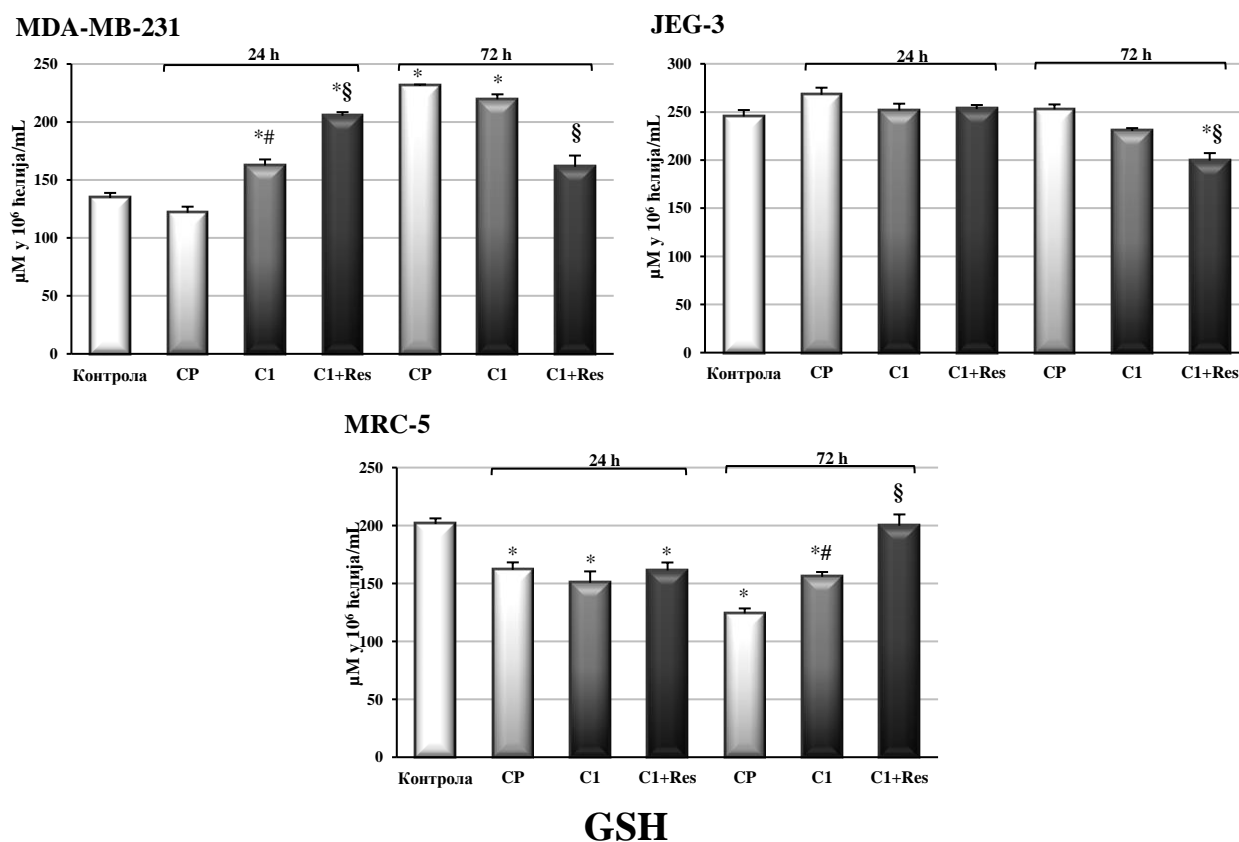 MDA-MB-231
24 h
72 h
250
200
150
100
50
0
µM у 10⁶ ћелија/mL
*#
*§
*
*
§
Контрола CP C1 C1+Res CP C1 C1+Res
JEG-3
24 h
72 h
300
250
200
150
100
50
0
µM у 10⁶ ћелија/mL
*§
Контрола CP C1 C1+Res CP C1 C1+Res
MRC-5
24 h
72 h
250
200
150
100
50
0
µM у 10⁶ ћелија/mL
*
*
*
*
*#
§
Контрола CP C1 C1+Res CP C1 C1+Res
GSH